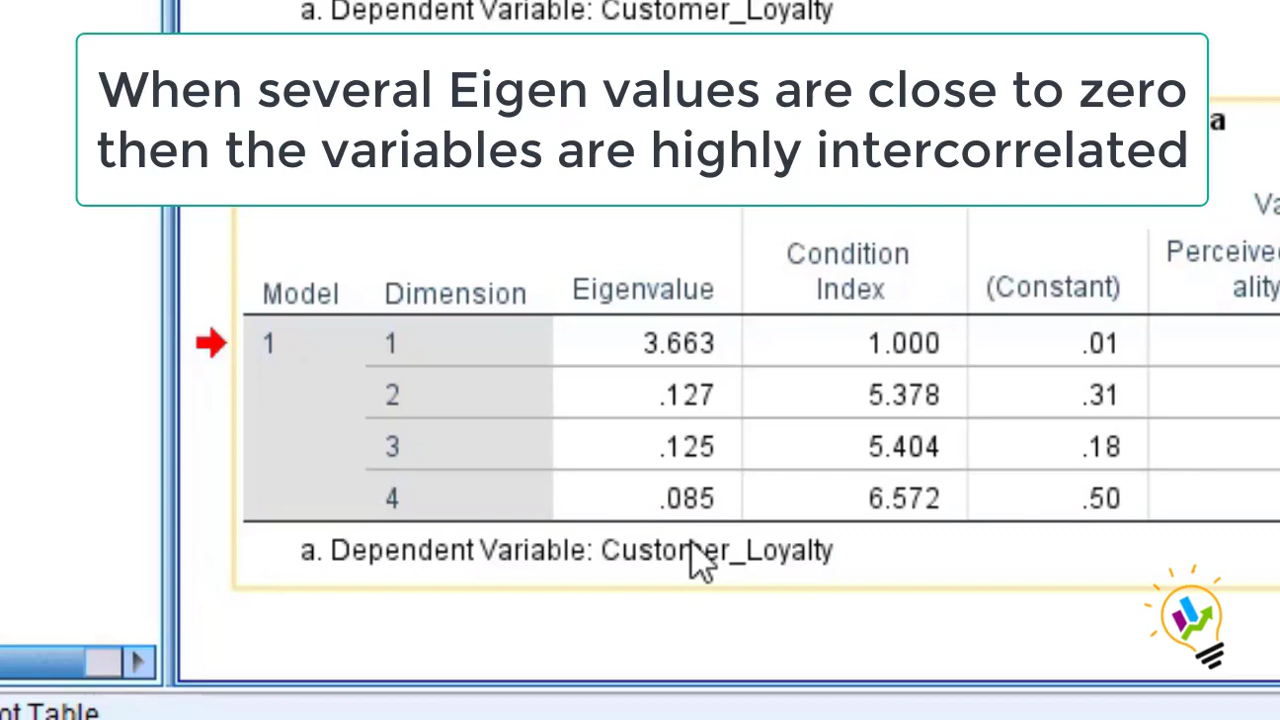 a. Dependent Variable: Customer_Loyalty
When several Eigen values are close to zero
then the variables are highly intercorrelated
a
Model Dimension Eigenvalue Condition Index (Constant)
1 1 3.663 1.000 .01
2 .127 5.378 .31
3 .125 5.404 .18
4 .085 6.572 .50
a. Dependent Variable: Customer_Loyalty
Table